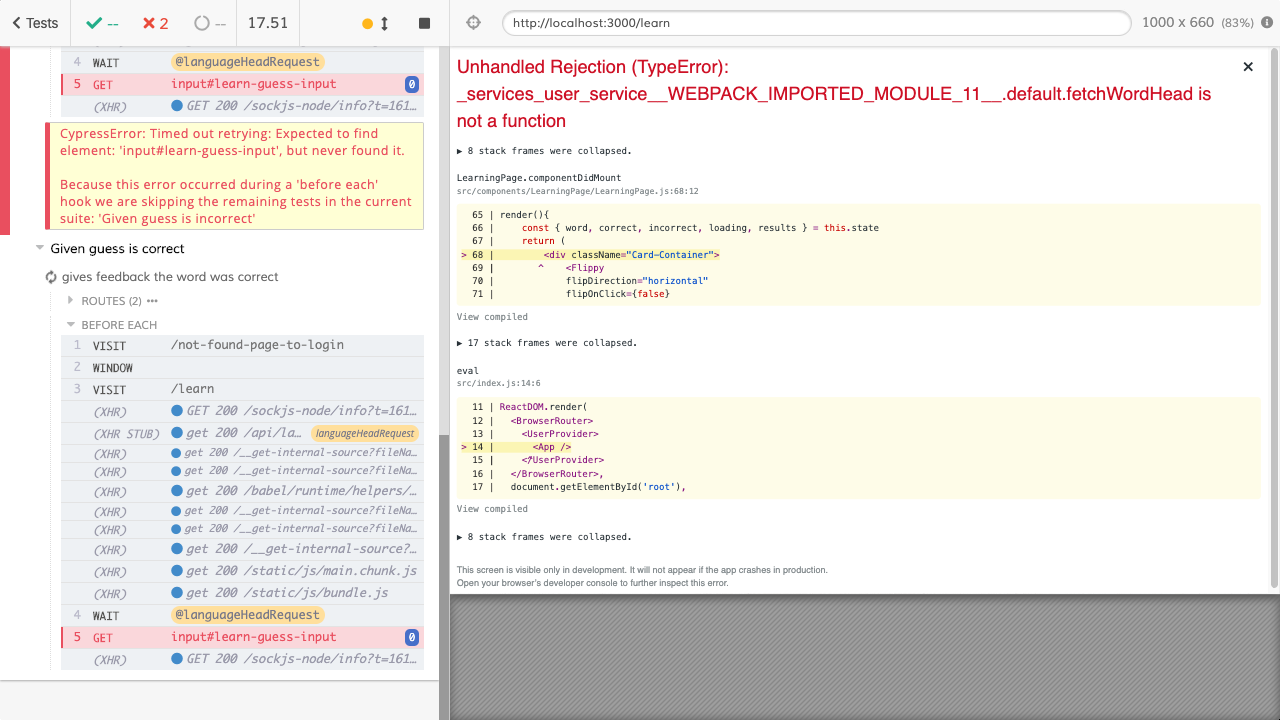 Tests
--
2
--
17.51
http://localhost:3000/learn
1000 x 660 (83%)
4 WAIT @languageHeadRequest
5 GET input#learn-guess-input 0
(XHR) GET 200 /sockjs-node/info?t=161…
CypressError: Timed out retrying: Expected to find
element: 'input#learn-guess-input', but never found it.
Because this error occurred during a 'before each'
hook we are skipping the remaining tests in the current
suite: 'Given guess is incorrect'
Given guess is correct
gives feedback the word was correct
ROUTES (2) •••
BEFORE EACH
1 VISIT /not-found-page-to-login
2 WINDOW
3 VISIT /learn
(XHR) GET 200 /sockjs-node/info?t=161…
(XHR STUB) get 200 /api/la… languageHeadRequest
(XHR) get 200 /__get-internal-source?fileNa…
(XHR) get 200 /__get-internal-source?fileNa…
(XHR) get 200 /babel/runtime/helpers/…
(XHR) get 200 /__get-internal-source?fileNa…
(XHR) get 200 /__get-internal-source?fileNa…
(XHR) get 200 /__get-internal-source?…
(XHR) get 200 /static/js/main.chunk.js
(XHR) get 200 /static/js/bundle.js
4 WAIT @languageHeadRequest
5 GET input#learn-guess-input 0
(XHR) GET 200 /sockjs-node/info?t=161…
Unhandled Rejection (TypeError):
_services_user_service__WEBPACK_IMPORTED_MODULE_11__.default.fetchWordHead is
not a function
▶ 8 stack frames were collapsed.
LearningPage.componentDidMount
src/components/LearningPage/LearningPage.js:68:12
65 | render(){
66 | const { word, correct, incorrect, loading, results } = this.state
67 | return (
> 68 | <div className="Card-Container">
69 | ^ <Flippy
70 | flipDirection="horizontal"
71 | flipOnClick={false}
View compiled
▶ 17 stack frames were collapsed.
eval
src/index.js:14:6
11 | ReactDOM.render(
12 | <BrowserRouter>
13 | <UserProvider>
> 14 | <App />
15 | </UserProvider>
16 | </BrowserRouter>,
17 | document.getElementById('root'),
View compiled
▶ 8 stack frames were collapsed.
This screen is visible only in development. It will not appear if the app crashes in production.
Open your browser's developer console to further inspect this error.